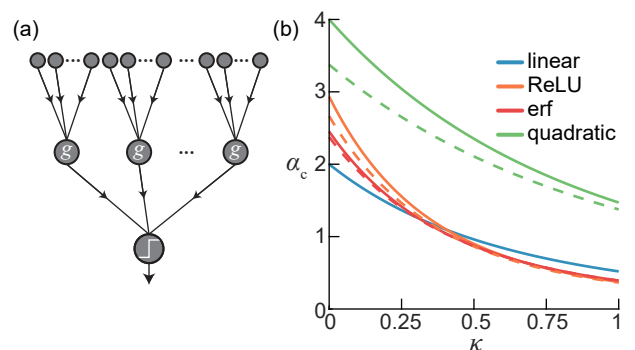 (a)
... ... ... ...
g g ... g
(b)
4
3
α_c
2
1
0
0 0.25 0.5 0.75 1
κ
linear
ReLU
erf
quadratic